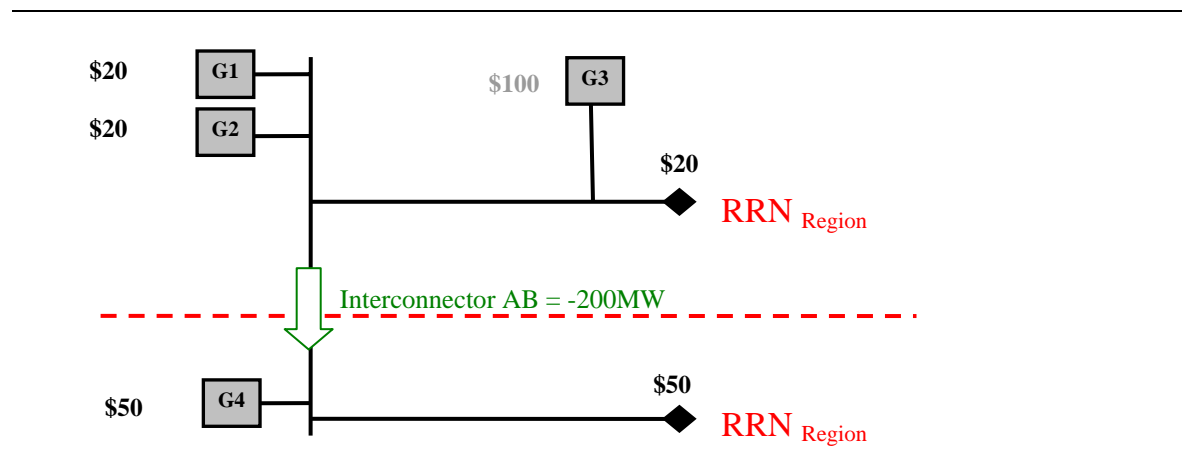 $20 G1
$100 G3
$20 G2
$20
RRN Region
Interconnector AB = -200MW
$50 G4
$50
RRN Region